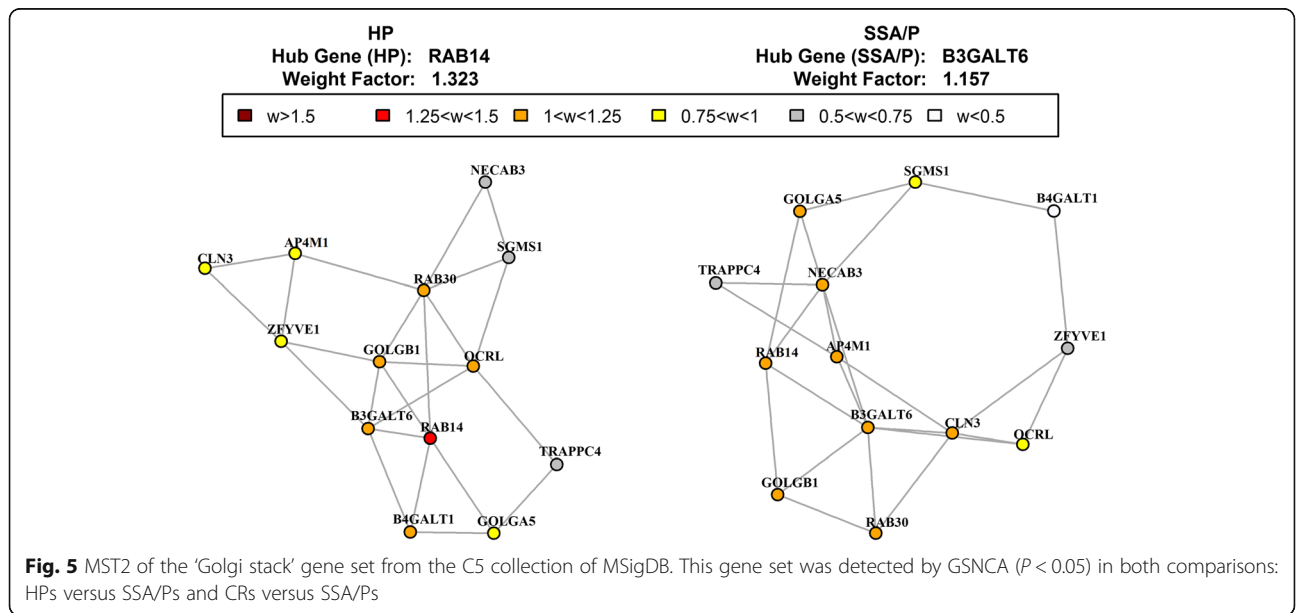 HP
Hub Gene (HP): RAB14
Weight Factor: 1.323
SSA/P
Hub Gene (SSA/P): B3GALT6
Weight Factor: 1.157
w>1.5 1.25<w<1.5 1<w<1.25 0.75<w<1 0.5<w<0.75 w<0.5
NECAB3
SGMS1
AP4M1
CLN3
RAB30
ZFYVE1
GOLGB1
OCRL
B3GALT6
RAB14
TRAPPC4
B4GALT1
GOLGA5
SGMS1
GOLGA5
B4GALT1
TRAPPC4
NECAB3
ZFYVE1
RAB14
AP4M1
B3GALT6
CLN3
OCRL
GOLGB1
RAB30
Fig. 5 MST2 of the ‘Golgi stack’ gene set from the C5 collection of MSigDB. This gene set was detected by GSNCA (P < 0.05) in both comparisons:
HPs versus SSA/Ps and CRs versus SSA/Ps